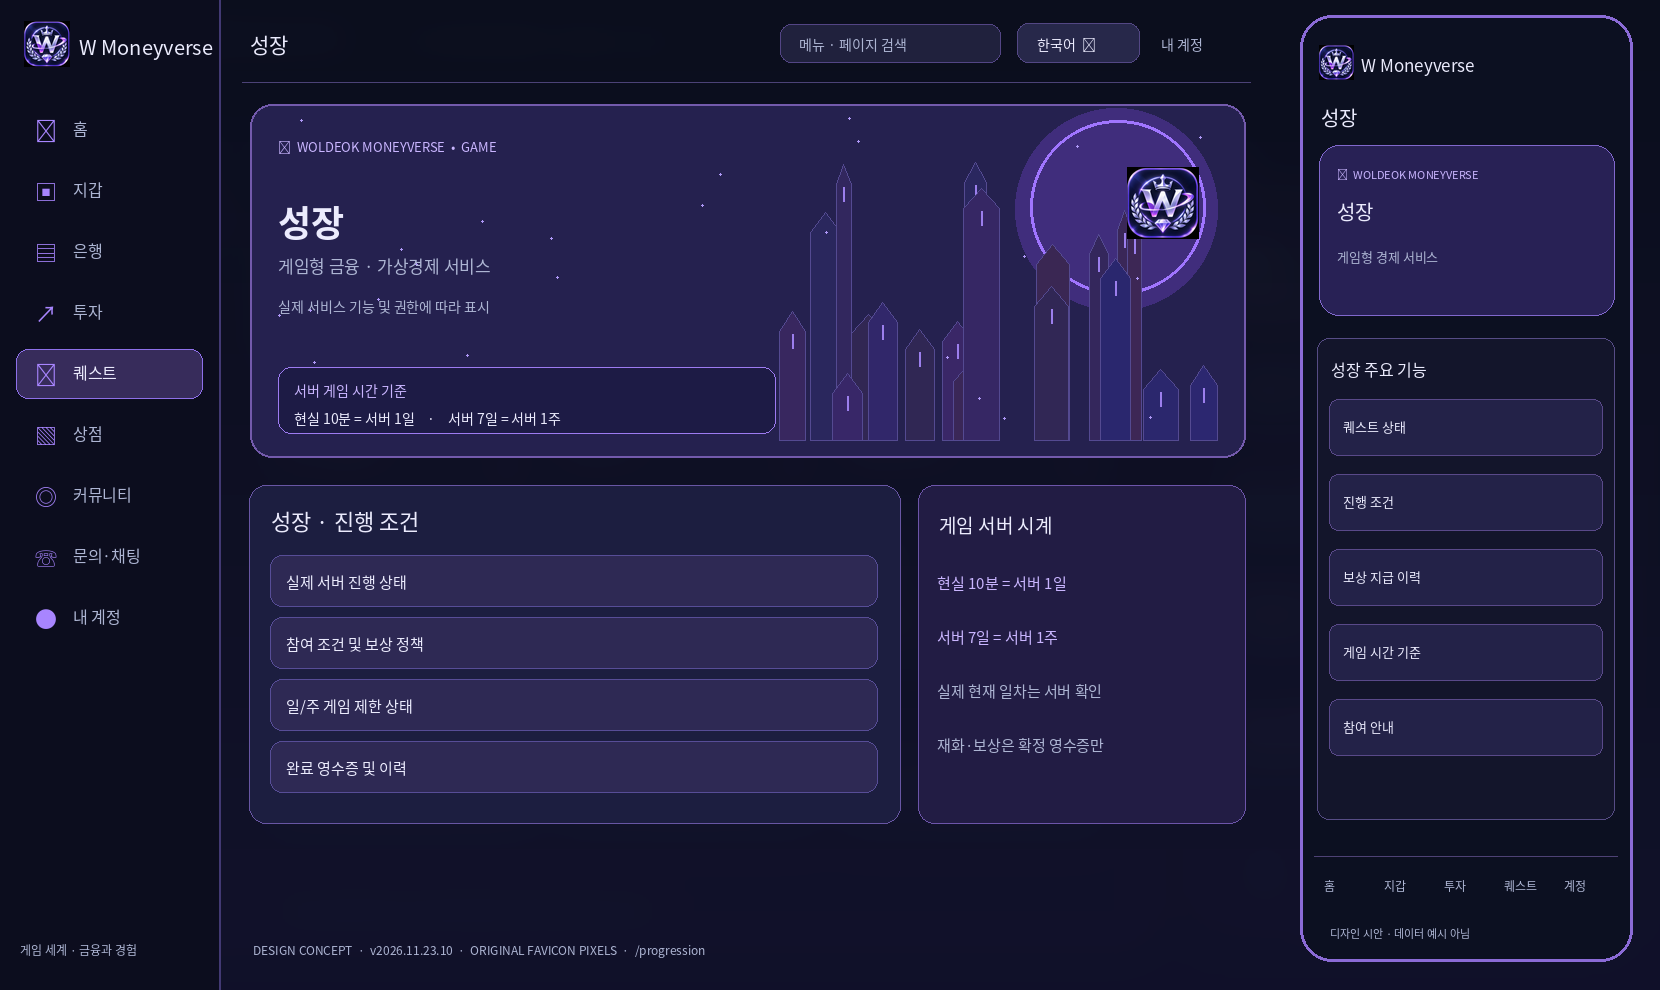 W Moneyverse
홈
지갑
은행
투자
퀘스트
상점
커뮤니티
문의·채팅
내 계정
게임 세계 · 금융과 경험
성장
메뉴 · 페이지 검색
한국어
내 계정
WOLDEOK MONEYVERSE • GAME
성장
게임형 금융 · 가상경제 서비스
실제 서비스 기능 및 권한에 따라 표시
서버 게임 시간 기준
현실 10분 = 서버 1일 · 서버 7일 = 서버 1주
W
성장 · 진행 조건
실제 서버 진행 상태
참여 조건 및 보상 정책
일/주 게임 제한 상태
완료 영수증 및 이력
게임 서버 시계
현실 10분 = 서버 1일
서버 7일 = 서버 1주
실제 현재 일차는 서버 확인
재화·보상은 확정 영수증만
DESIGN CONCEPT · v2026.11.23.10 · ORIGINAL FAVICON PIXELS · /progression
W Moneyverse
성장
WOLDEOK MONEYVERSE
성장
게임형 경제 서비스
성장 주요 기능
퀘스트 상태
진행 조건
보상 지급 이력
게임 시간 기준
참여 안내
홈 지갑 투자 퀘스트 계정
디자인 시안 · 데이터 예시 아님